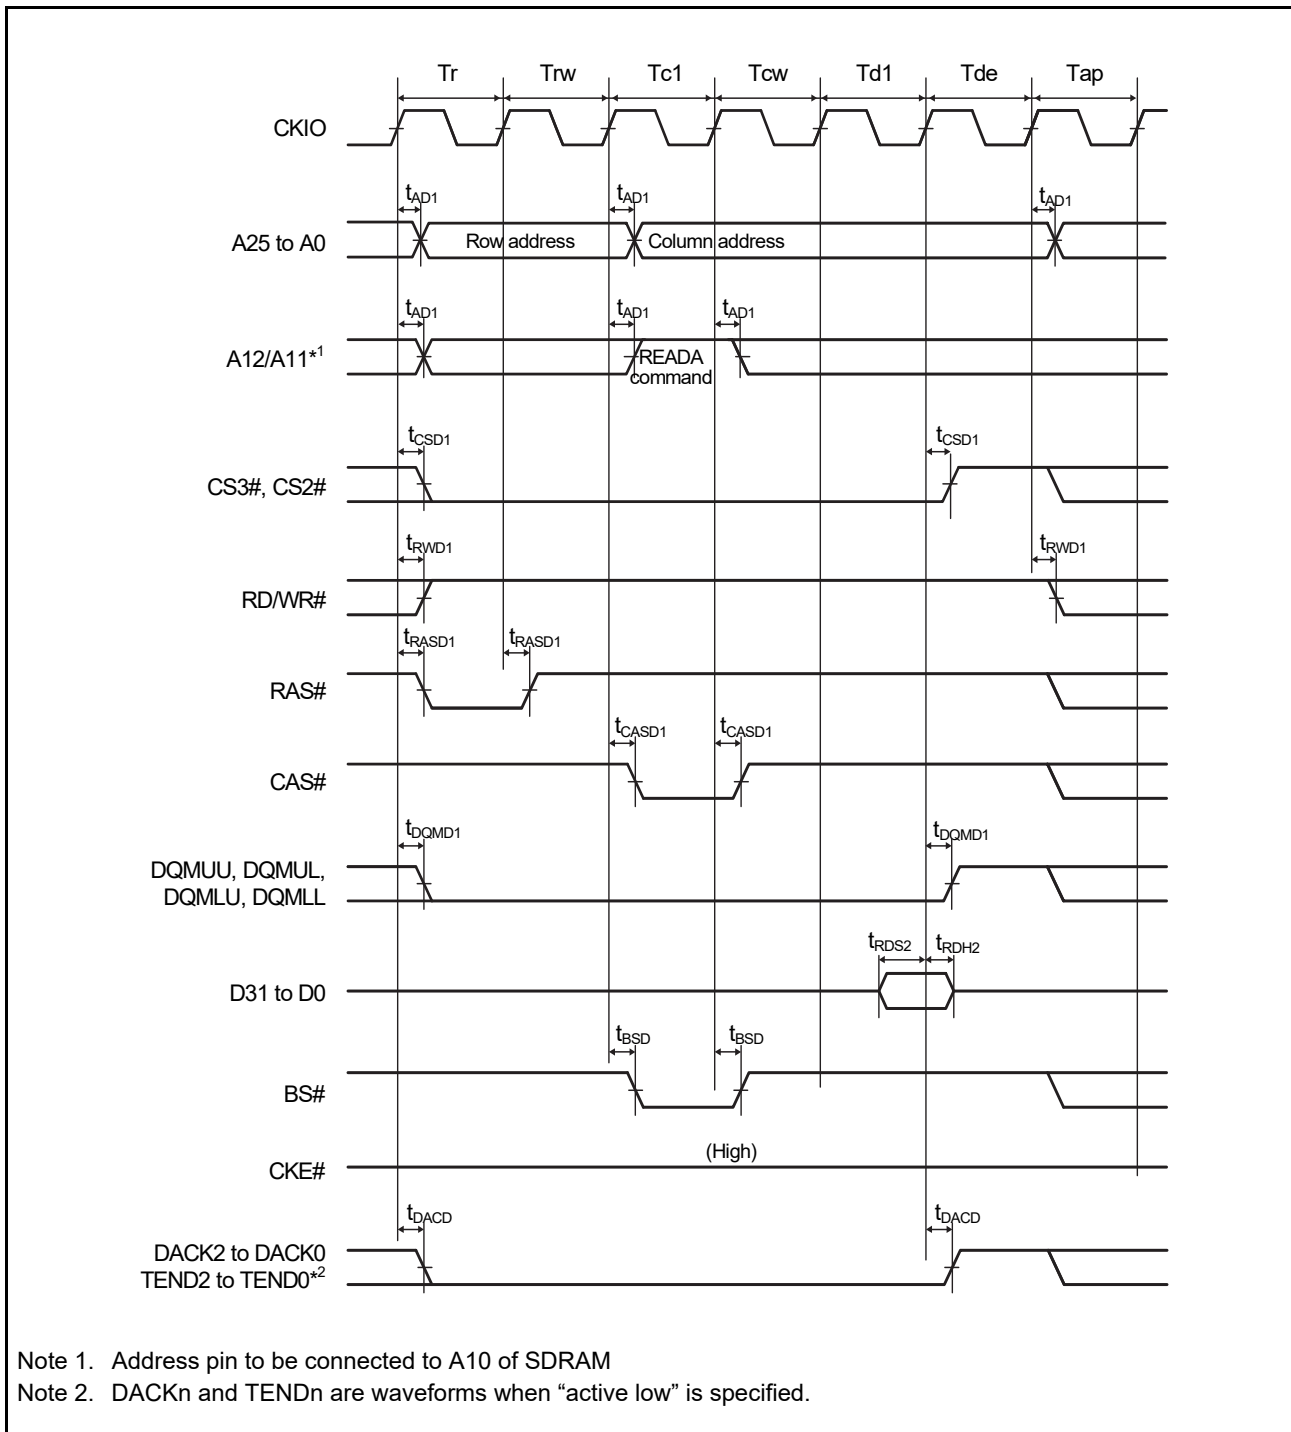 Tr Trw Tc1 Tcw Td1 Tde Tap
CKIO
tAD1 tAD1 tAD1
A25 to A0 Row address Column address
tAD1 tAD1 tAD1
A12/A11*1 READA
command
tCSD1 tCSD1
CS3#, CS2#
tRWD1 tRWD1
RD/WR#
tRASD1 tRASD1
RAS#
tCASD1 tCASD1
CAS#
tDQMD1 tDQMD1
DQMUU, DQMUL,
DQMLU, DQMLL
tRDS2 tRDH2
D31 to D0
tBSD tBSD
BS#
(High)
CKE#
tDACD tDACD
DACK2 to DACK0
TEND2 to TEND0*2
Note 1. Address pin to be connected to A10 of SDRAM
Note 2. DACKn and TENDn are waveforms when “active low” is specified.